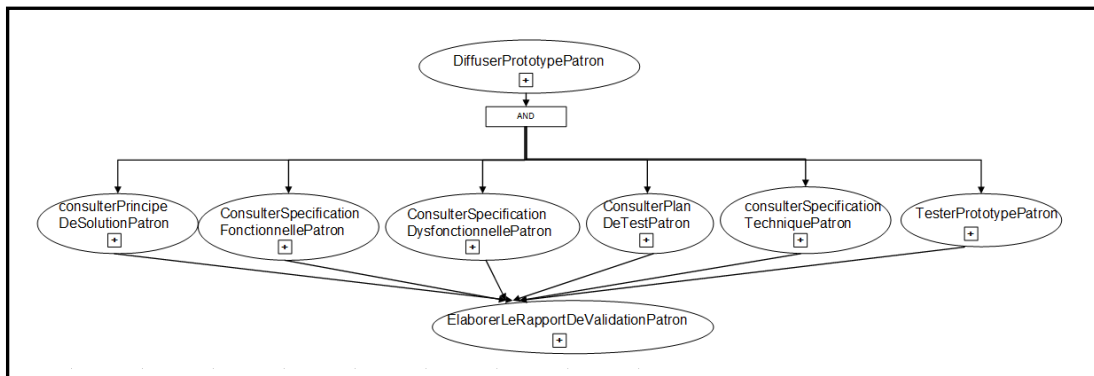 DiffuserPrototypePatron
+
AND
consulterPrincipe
DeSolutionPatron
+
ConsulterSpecification
FonctionnellePatron
+
ConsulterSpecification
DysfonctionnellePatron
+
ConsulterPlan
DeTestPatron
+
consulterSpecification
TechniquePatron
+
TesterPrototypePatron
+
ElaborerLeRapportDeValidationPatron
+